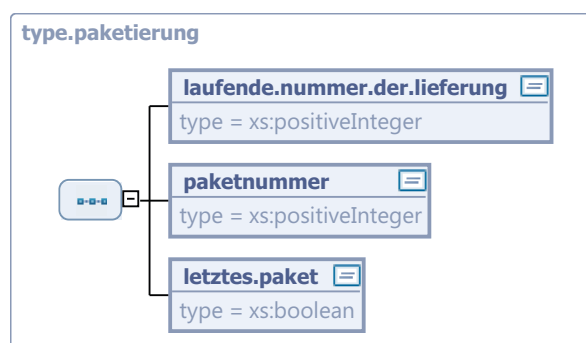 type.paketierung
laufende.nummer.der.lieferung
type = xs:positiveInteger
paketnummer
type = xs:positiveInteger
letztes.paket
type = xs:boolean